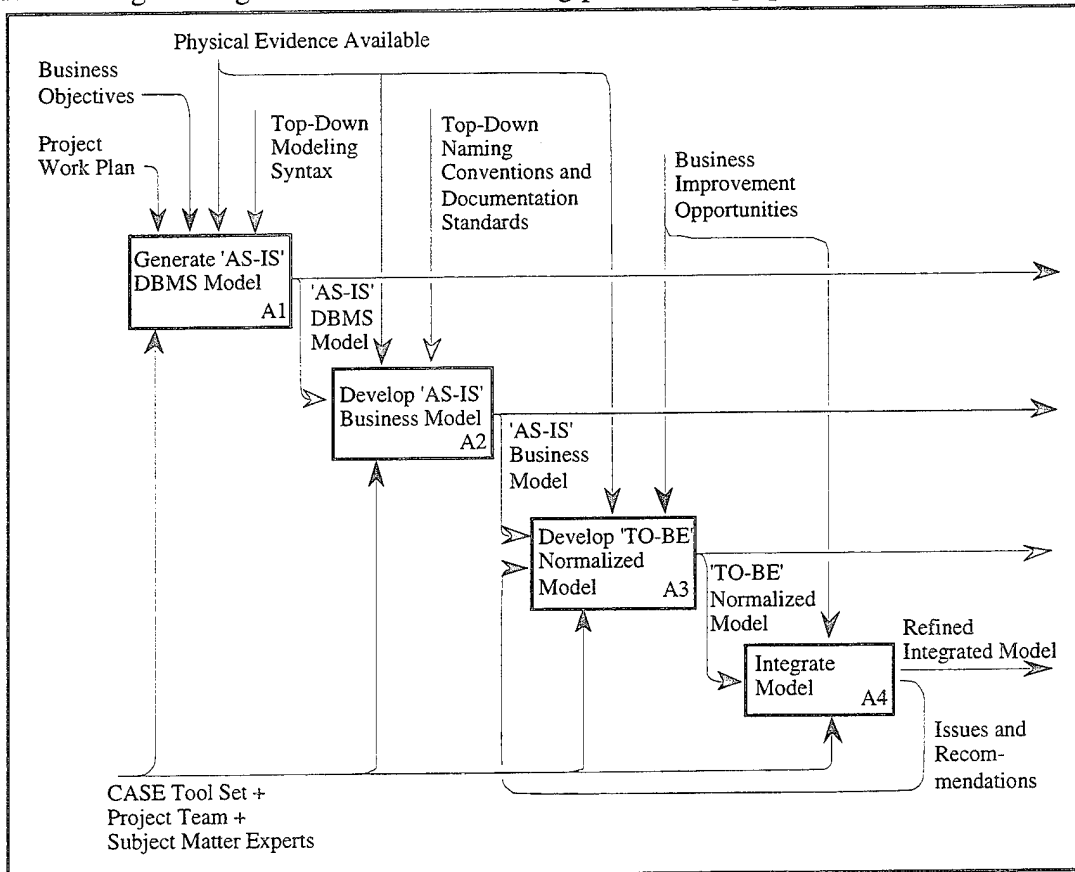 Physical Evidence Available
Business
Objectives
Project
Work Plan
Top-Down
Modeling
Syntax
Top-Down
Naming
Conventions and
Documentation
Standards
Business
Improvement
Opportunities
Generate 'AS-IS'
DBMS Model
A1
'AS-IS'
DBMS
Model
Develop 'AS-IS'
Business Model
A2
'AS-IS'
Business
Model
Develop 'TO-BE'
Normalized
Model
A3
'TO-BE'
Normalized
Model
Refined
Integrated Model
Integrate
Model
A4
Issues and
Recom-
mendations
CASE Tool Set +
Project Team +
Subject Matter Experts